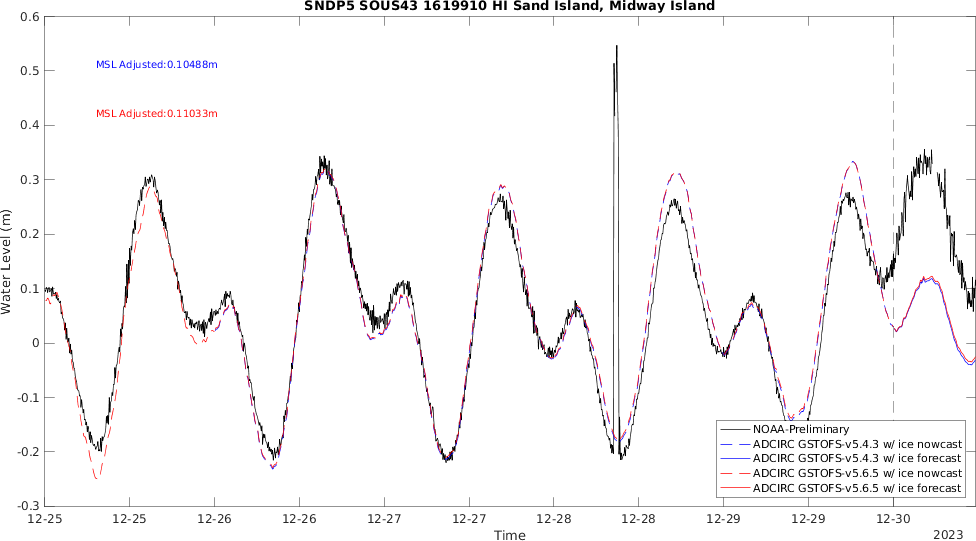 SNDP5 SOUS43 1619910 HI Sand Island, Midway Island
0.6
0.5
0.4
0.3
0.2
0.1
0
-0.1
-0.2
-0.3
Water Level (m)
MSL Adjusted:0.10488m
MSL Adjusted:0.11033m
NOAA-Preliminary
ADCIRC GSTOFS-v5.4.3 w/ ice nowcast
ADCIRC GSTOFS-v5.4.3 w/ ice forecast
ADCIRC GSTOFS-v5.6.5 w/ ice nowcast
ADCIRC GSTOFS-v5.6.5 w/ ice forecast
12-25 12-25 12-26 12-26 12-27 12-27 12-28 12-28 12-29 12-29 12-30
Time
2023